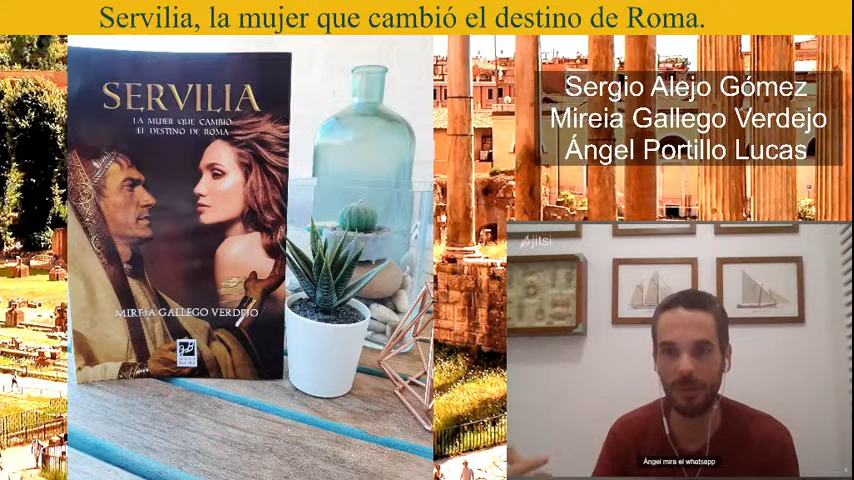 Servilia, la mujer que cambió el destino de Roma.
SERVILIA
LA MUJER QUE CAMBIÓ
EL DESTINO DE ROMA
MIREIA GALLEGO VERDEJO
Sergio Alejo Gómez
Mireia Gallego Verdejo
Ángel Portillo Lucas
jitsi
Ángel mira el whatsapp